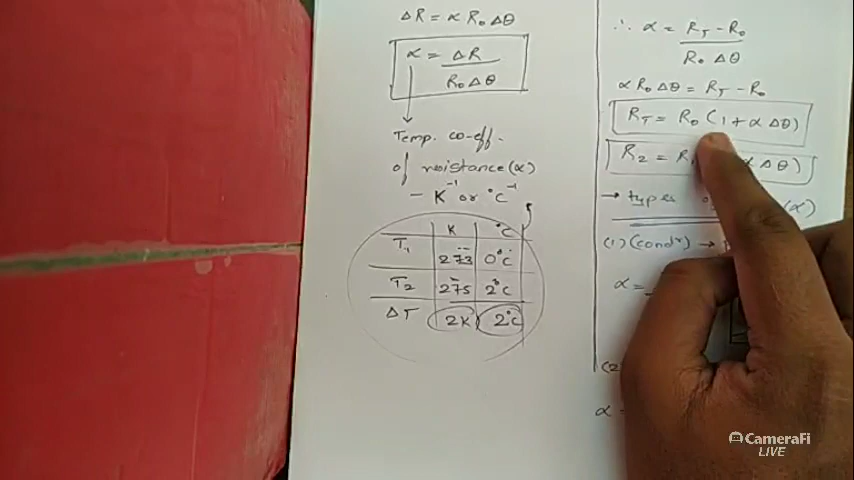 ΔR = α R₀ Δθ
α = ΔR / R₀ Δθ
Temp. co-eff.
of resistance (α)
– K⁻¹ or °C⁻¹
K °C
T₁ 273 0°C
T₂ 275 2°C
ΔT 2K 2°C
∴ α = R_T – R₀ / R₀ Δθ
α R₀ Δθ = R_T – R₀
R_T = R₀ (1 + α Δθ)
R₂ = R α Δθ)
→ types (α)
(1) (condʳ) →
α =
(2)
α
CameraFi
LIVE